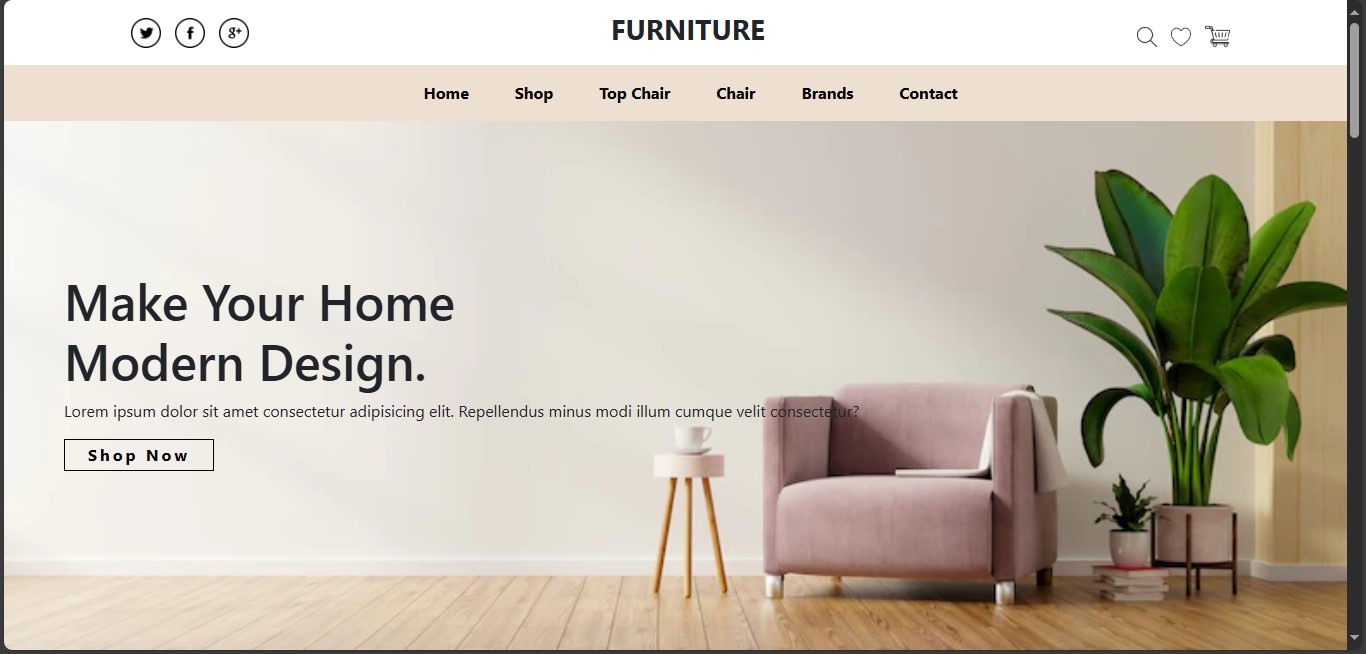 FURNITURE
Home Shop Top Chair Chair Brands Contact
Make Your Home
Modern Design.
Lorem ipsum dolor sit amet consectetur adipisicing elit. Repellendus minus modi illum cumque velit consectetur?
Shop Now